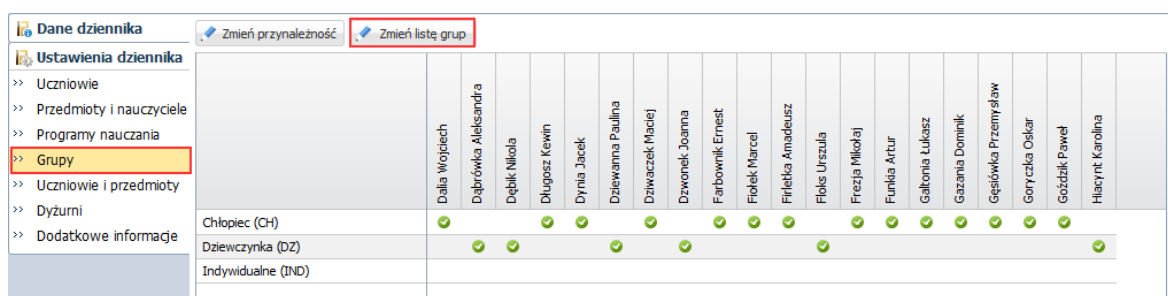 Dane dziennika
Ustawienia dziennika
Uczniowie
Przedmioty i nauczyciele
Programy nauczania
Grupy
Uczniowie i przedmioty
Dyżurni
Dodatkowe informacje
Zmień przynależność
Zmień listę grup
Dalia Wojciech
Dąbrówka Aleksandra
Dębik Nikola
Długosz Kewin
Dynia Jacek
Dziewanna Paulina
Dziwaczek Maciej
Dzwonek Joanna
Farbownik Ernest
Fiołek Marcel
Firletka Amadeusz
Floks Urszula
Frezja Mikołaj
Funkia Artur
Galtonia Łukasz
Gazania Dominik
Gęsiówka Przemysław
Goryczka Oskar
Goździk Paweł
Hiacynt Karolina
Chłopiec (CH)
Dziewczynka (DZ)
Indywidualne (IND)